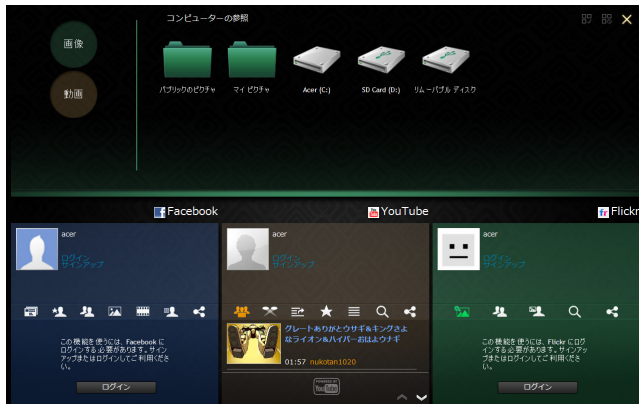 コンピューターの参照
画像
動画
パブリックのピクチャ
マイ ピクチャ
Acer (C:)
SD Card (D:)
リムーバブル ディスク
Facebook
YouTube
Flickr
acer
ログイン
サインアップ
この機能を使うには、Facebook に
ログインする必要があります。サイン
アップまたはログインしてご利用くださ
い。
ログイン
acer
ログイン
サインアップ
グレートありがとウサギ&キングさよ
なライオン&ハイパーおはよウナギ
01:57 nukotan1020
POWERED BY
YouTube
acer
ログイン
サインアップ
この機能を使うには、Flickr にログ
インする必要があります。サインアッ
プまたはログインしてご利用くださ
い。
ログイン